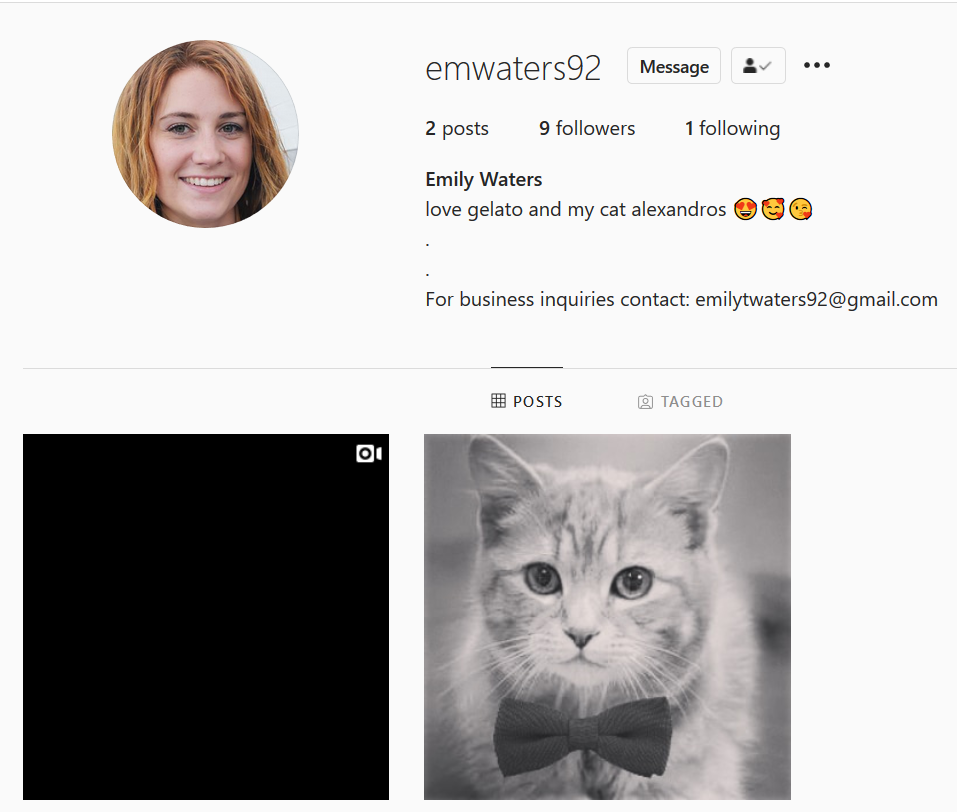 emwaters92 Message
2 posts 9 followers 1 following
Emily Waters
love gelato and my cat alexandros 😍🥰😘
.
.
For business inquiries contact: emilytwaters92@gmail.com
POSTS TAGGED